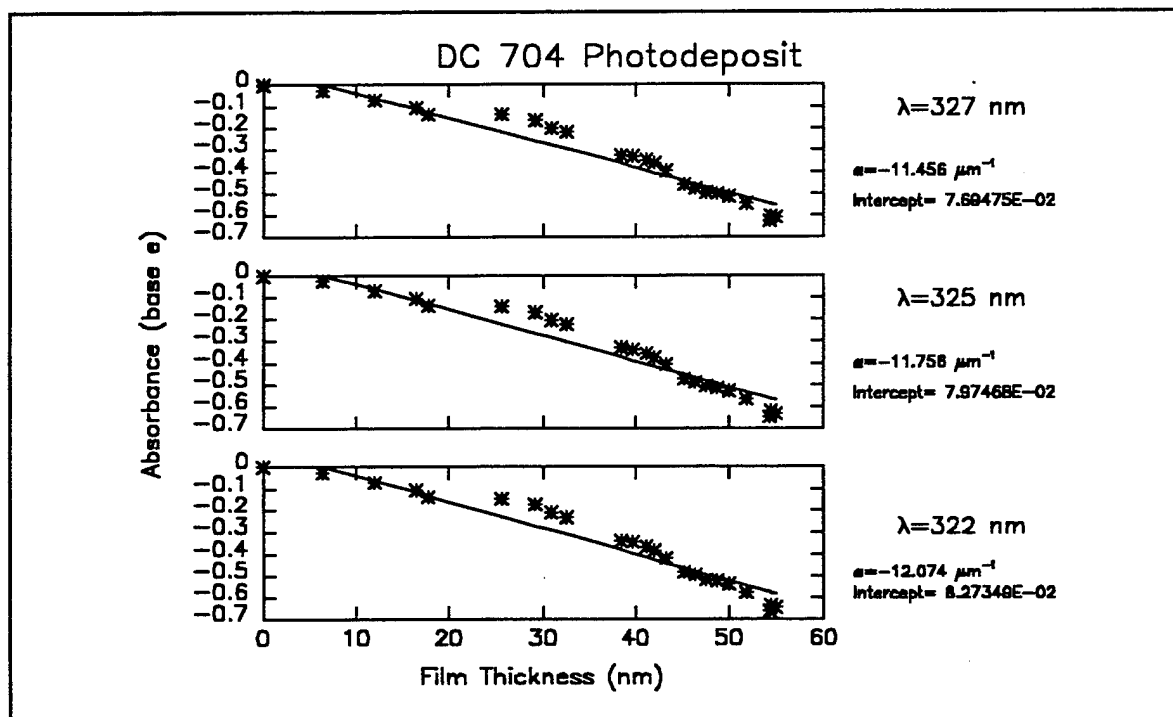 DC 704 Photodeposit
Absorbance (base e)
0
-0.1
-0.2
-0.3
-0.4
-0.5
-0.6
-0.7
λ=327 nm
α=-11.456 μm⁻¹
Intercept= 7.69475E-02
0
-0.1
-0.2
-0.3
-0.4
-0.5
-0.6
-0.7
λ=325 nm
α=-11.756 μm⁻¹
Intercept= 7.97468E-02
0
-0.1
-0.2
-0.3
-0.4
-0.5
-0.6
-0.7
λ=322 nm
α=-12.074 μm⁻¹
Intercept= 8.27349E-02
0 10 20 30 40 50 60
Film Thickness (nm)